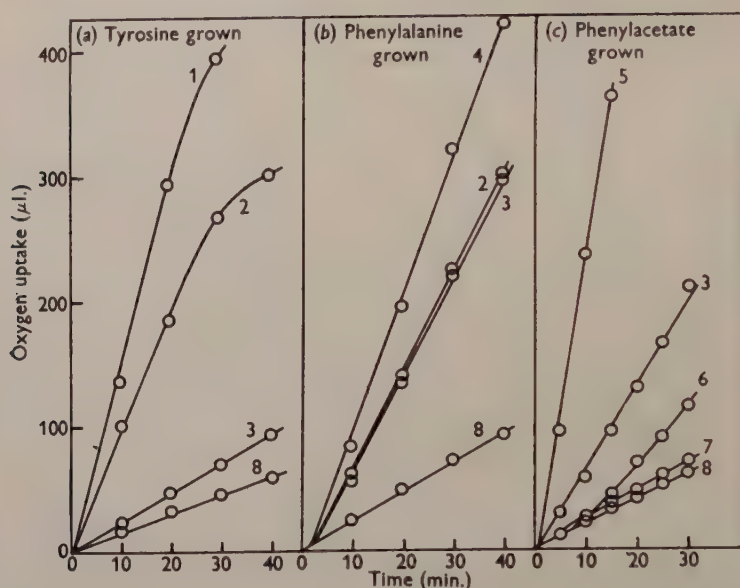 (a) Tyrosine grown
(b) Phenylalanine
grown
(c) Phenylacetate
grown
Oxygen uptake (μl.)
400
300
200
100
0
1
2
3
8
4
2
3
8
5
3
6
7
8
0 10 20 30 40
0 10 20 30 40
0 10 20 30
Time (min.)